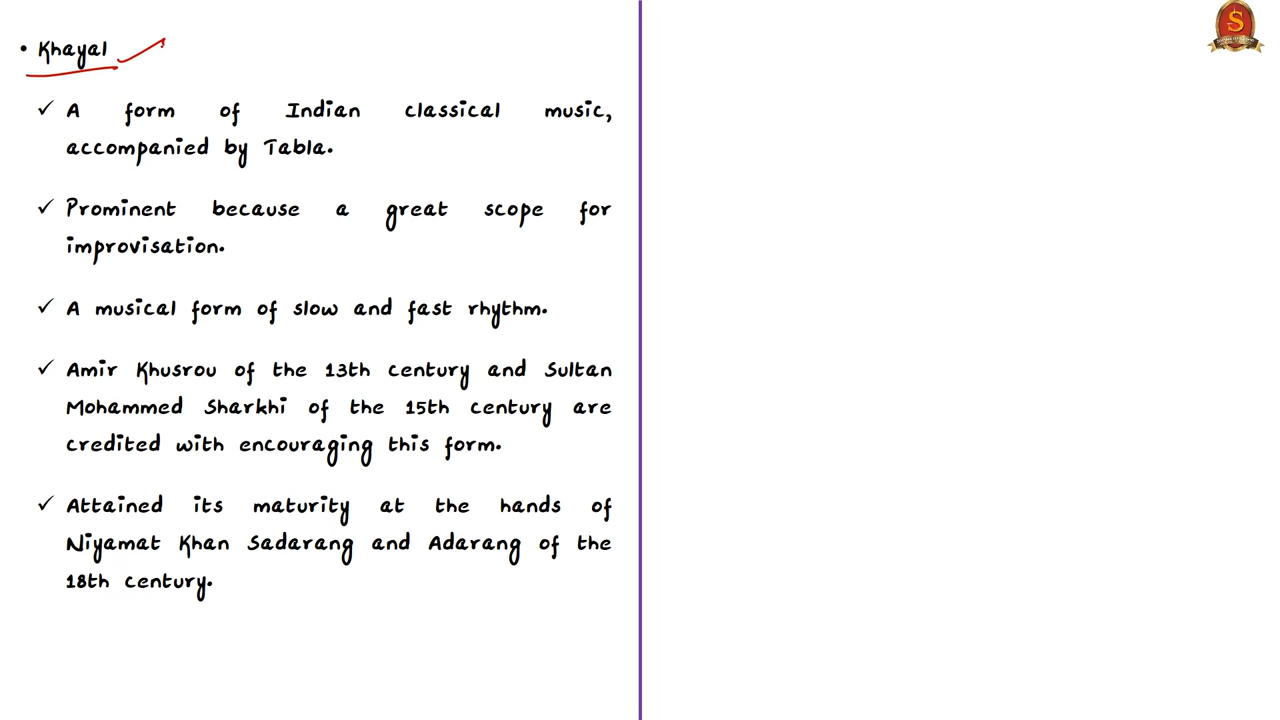 • Khayal
✓ A form of Indian classical music,
accompanied by Tabla.
✓ Prominent because a great scope for
improvisation.
✓ A musical form of slow and fast rhythm.
✓ Amir Khusrou of the 13th century and Sultan
Mohammed Sharkhi of the 15th century are
credited with encouraging this form.
✓ Attained its maturity at the hands of
Niyamat Khan Sadarang and Adarang of the
18th century.
S